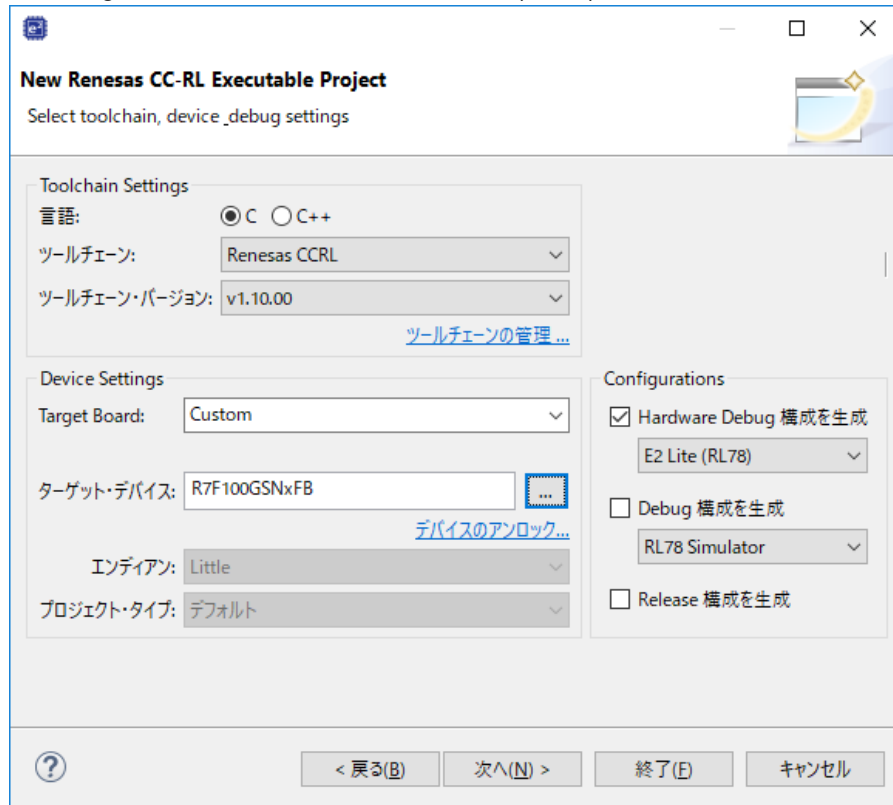 New Renesas CC-RL Executable Project
Select toolchain, device _debug settings
Toolchain Settings
言語: C C++
ツールチェーン: Renesas CCRL
ツールチェーン・バージョン: v1.10.00
ツールチェーンの管理 ...
Device Settings
Target Board: Custom
ターゲット・デバイス: R7F100GSNxFB ...
デバイスのアンロック...
エンディアン: Little
プロジェクト・タイプ: デフォルト
Configurations
Hardware Debug 構成を生成
E2 Lite (RL78)
Debug 構成を生成
RL78 Simulator
Release 構成を生成
? < 戻る(B) 次へ(N) > 終了(F) キャンセル